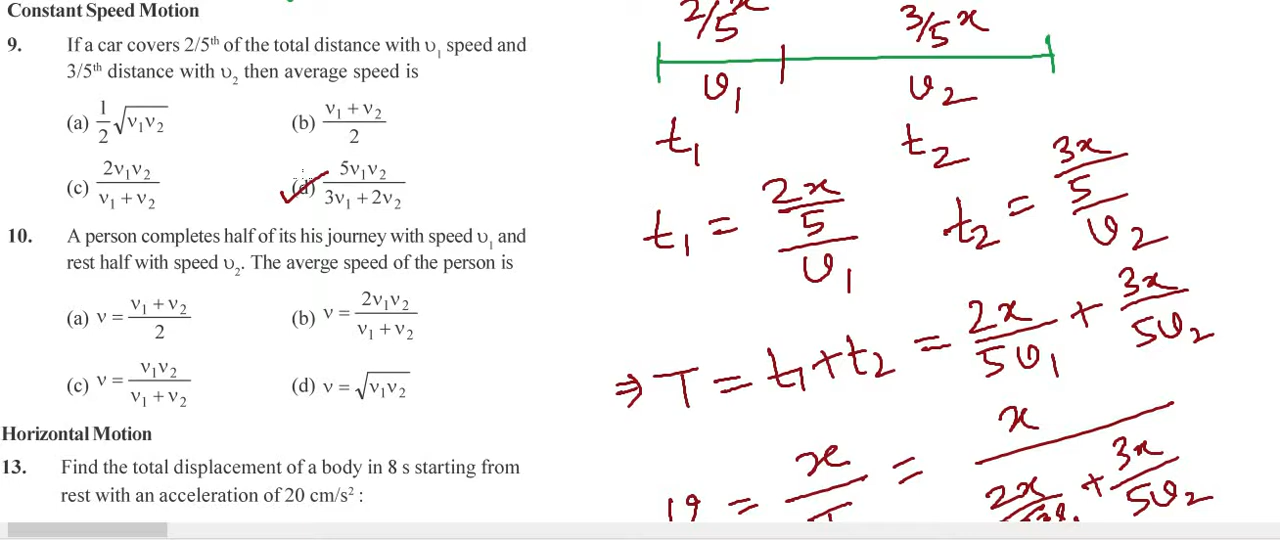 Constant Speed Motion
9. If a car covers 2/5th of the total distance with υ1 speed and
3/5th distance with υ2 then average speed is
(a) 1/2 √v1v2 (b) v1 + v2 / 2
(c) 2v1v2 / v1 + v2 (d) 5v1v2 / 3v1 + 2v2
10. A person completes half of its his journey with speed υ1 and
rest half with speed υ2. The averge speed of the person is
(a) v = v1 + v2 / 2 (b) v = 2v1v2 / v1 + v2
(c) v = v1v2 / v1 + v2 (d) v = √v1v2
Horizontal Motion
13. Find the total displacement of a body in 8 s starting from
rest with an acceleration of 20 cm/s² :
2/5 x 3/5 x
υ1 υ2
t1 t2
t1 = 2x/5 / υ1 t2 = 3x/5 / υ2
⇒ T = t1 + t2 = 2x/5υ1 + 3x/5υ2
= x/T = x / 2x + 3x/5υ2